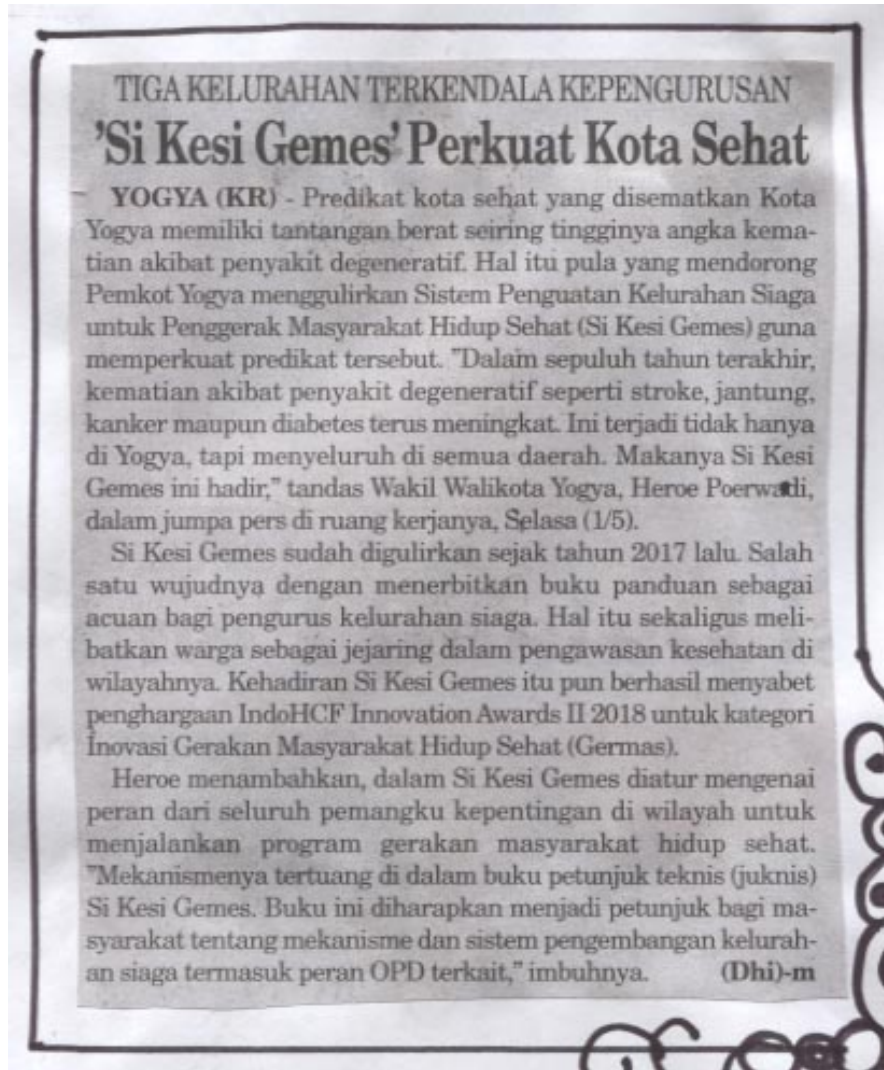 TIGA KELURAHAN TERKENDALA KEPENGURUSAN
'Si Kesi Gemes' Perkuat Kota Sehat
YOGYA (KR) - Predikat kota sehat yang disematkan Kota
Yogya memiliki tantangan berat seiring tingginya angka kema-
tian akibat penyakit degeneratif. Hal itu pula yang mendorong
Pemkot Yogya menggulirkan Sistem Penguatan Kelurahan Siaga
untuk Penggerak Masyarakat Hidup Sehat (Si Kesi Gemes) guna
memperkuat predikat tersebut. "Dalam sepuluh tahun terakhir,
kematian akibat penyakit degeneratif seperti stroke, jantung,
kanker maupun diabetes terus meningkat. Ini terjadi tidak hanya
di Yogya, tapi menyeluruh di semua daerah. Makanya Si Kesi
Gemes ini hadir," tandas Wakil Walikota Yogya, Heroe Poerwadi,
dalam jumpa pers di ruang kerjanya, Selasa (1/5).
Si Kesi Gemes sudah digulirkan sejak tahun 2017 lalu. Salah
satu wujudnya dengan menerbitkan buku panduan sebagai
acuan bagi pengurus kelurahan siaga. Hal itu sekaligus meli-
batkan warga sebagai jejaring dalam pengawasan kesehatan di
wilayahnya. Kehadiran Si Kesi Gemes itu pun berhasil menyabet
penghargaan IndoHCF Innovation Awards II 2018 untuk kategori
Inovasi Gerakan Masyarakat Hidup Sehat (Germas).
Heroe menambahkan, dalam Si Kesi Gemes diatur mengenai
peran dari seluruh pemangku kepentingan di wilayah untuk
menjalankan program gerakan masyarakat hidup sehat.
"Mekanismenya tertuang di dalam buku petunjuk teknis (juknis)
Si Kesi Gemes. Buku ini diharapkan menjadi petunjuk bagi ma-
syarakat tentang mekanisme dan sistem pengembangan kelurah-
an siaga termasuk peran OPD terkait," imbuhnya. (Dhi)-m